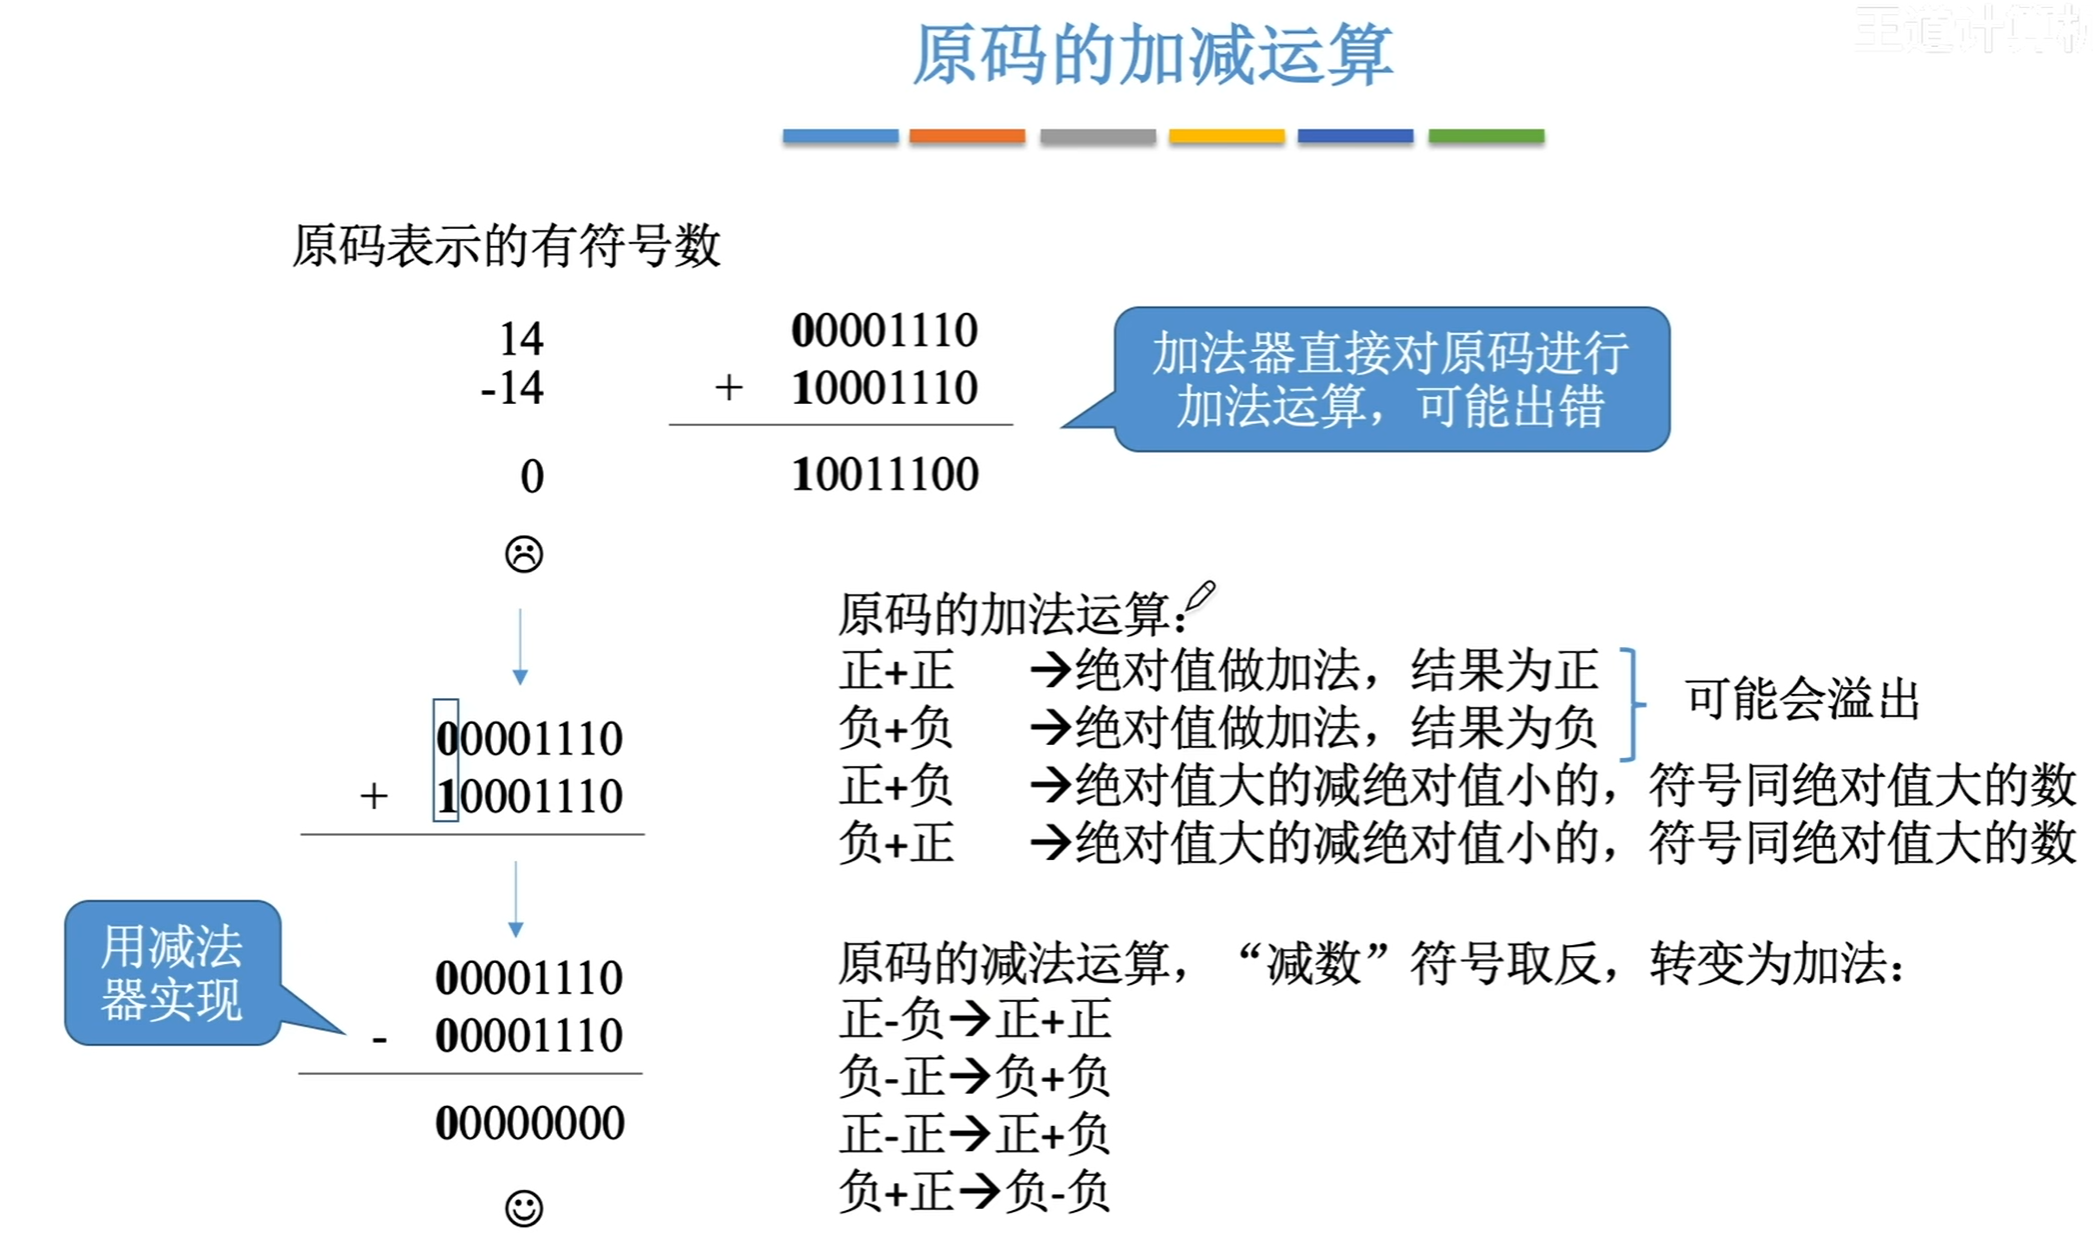 王道计算机
原码的加减运算
原码表示的有符号数
14
-14
0
00001110
+ 10001110
10011100
加法器直接对原码进行
加法运算，可能出错
00001110
+ 10001110
用减法
器实现
00001110
- 00001110
00000000
原码的加法运算：
正+正 →绝对值做加法，结果为正
负+负 →绝对值做加法，结果为负
可能会溢出
正+负 →绝对值大的减绝对值小的，符号同绝对值大的数
负+正 →绝对值大的减绝对值小的，符号同绝对值大的数
原码的减法运算，“减数”符号取反，转变为加法：
正-负→正+正
负-正→负+负
正-正→正+负
负+正→负-负